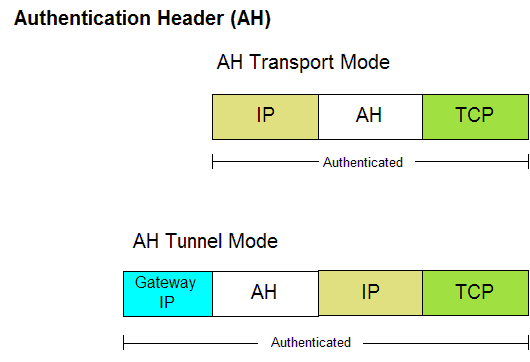 Authentication Header (AH)
AH Transport Mode
IP AH TCP
Authenticated
AH Tunnel Mode
Gateway
IP
AH IP TCP
Authenticated